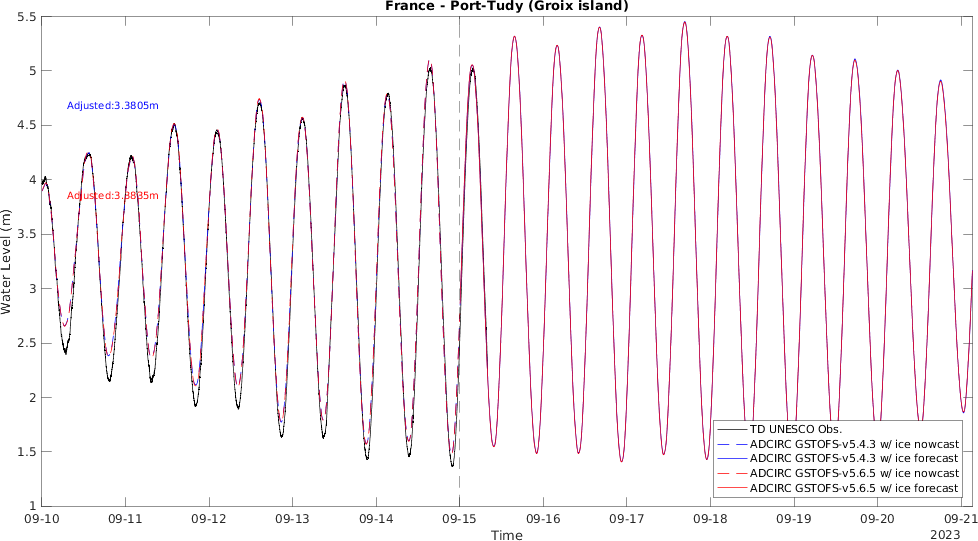 France - Port-Tudy (Groix island)
5.5
5
4.5
4
3.5
3
2.5
2
1.5
1
Water Level (m)
Adjusted:3.3805m
Adjusted:3.3835m
TD UNESCO Obs.
ADCIRC GSTOFS-v5.4.3 w/ ice nowcast
ADCIRC GSTOFS-v5.4.3 w/ ice forecast
ADCIRC GSTOFS-v5.6.5 w/ ice nowcast
ADCIRC GSTOFS-v5.6.5 w/ ice forecast
09-10 09-11 09-12 09-13 09-14 09-15 09-16 09-17 09-18 09-19 09-20 09-21
Time
2023